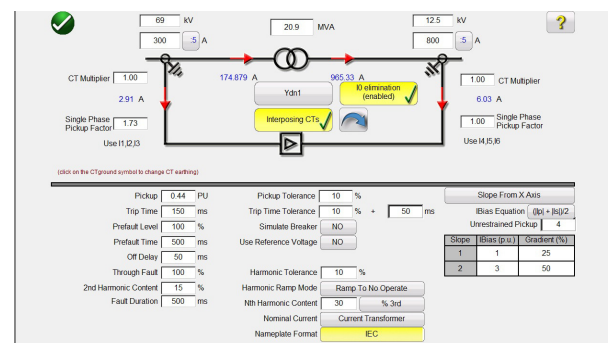 69 kV 20.9 MVA 12.5 kV ?
300 :5 A 800 :5 A
CT Multiplier 1.00 174.879 A 965.33 A 1.00 CT Multiplier
2.91 A Ydn1 I0 elimination (enabled) 6.03 A
Single Phase Pickup Factor 1.73 Interposing CTs 1.00 Single Phase Pickup Factor
Use I1,I2,I3 Use I4,I5,I6
(click on the CTground symbol to change CT earthing)
Pickup 0.44 PU Pickup Tolerance 10 % Slope From X Axis
Trip Time 150 ms Trip Time Tolerance 10 % + 50 ms IBias Equation (|Ip| + |Is|)/2
Prefault Level 100 % Simulate Breaker NO Unrestrained Pickup 4
Prefault Time 500 ms Use Reference Voltage NO Slope IBias (p.u.) Gradient (%)
Off Delay 50 ms 1 1 25
Through Fault 100 % Harmonic Tolerance 10 % 2 3 50
2nd Harmonic Content 15 % Harmonic Ramp Mode Ramp To No Operate
Fault Duration 500 ms Nth Harmonic Content 30 % 3rd
Nominal Current Current Transformer
Nameplate Format IEC